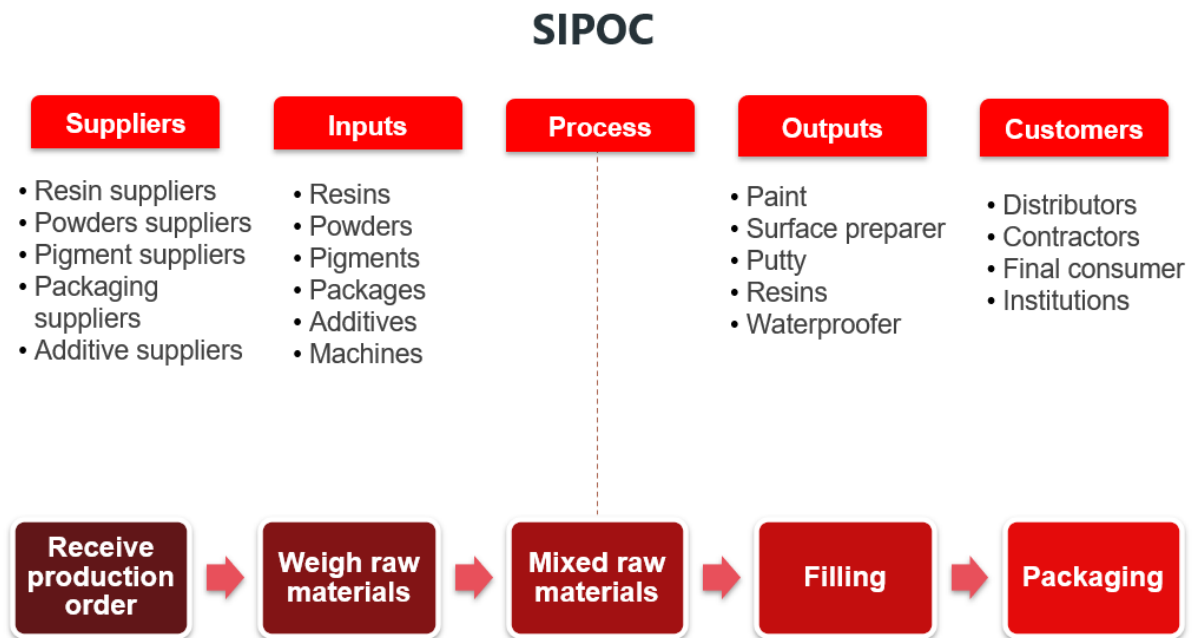 SIPOC
Suppliers
• Resin suppliers
• Powders suppliers
• Pigment suppliers
• Packaging
suppliers
• Additive suppliers
Inputs
• Resins
• Powders
• Pigments
• Packages
• Additives
• Machines
Process
Outputs
• Paint
• Surface preparer
• Putty
• Resins
• Waterproofer
Customers
• Distributors
• Contractors
• Final consumer
• Institutions
Receive
production
order
Weigh raw
materials
Mixed raw
materials
Filling
Packaging